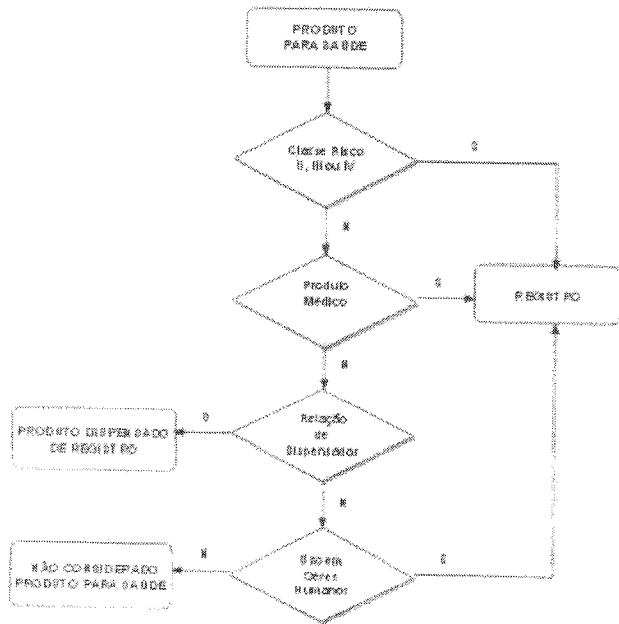 PRODUTO
PARA SAÚDE
Classe Risco
II, III ou IV
S
N
Produto
Médico
S
REGISTRO
N
Relação
de
Dispensados
S
PRODUTO DISPENSADO
DE REGISTRO
N
Uso em
Seres
Humanos
N
S
NÃO CONSIDERADO
PRODUTO PARA SAÚDE